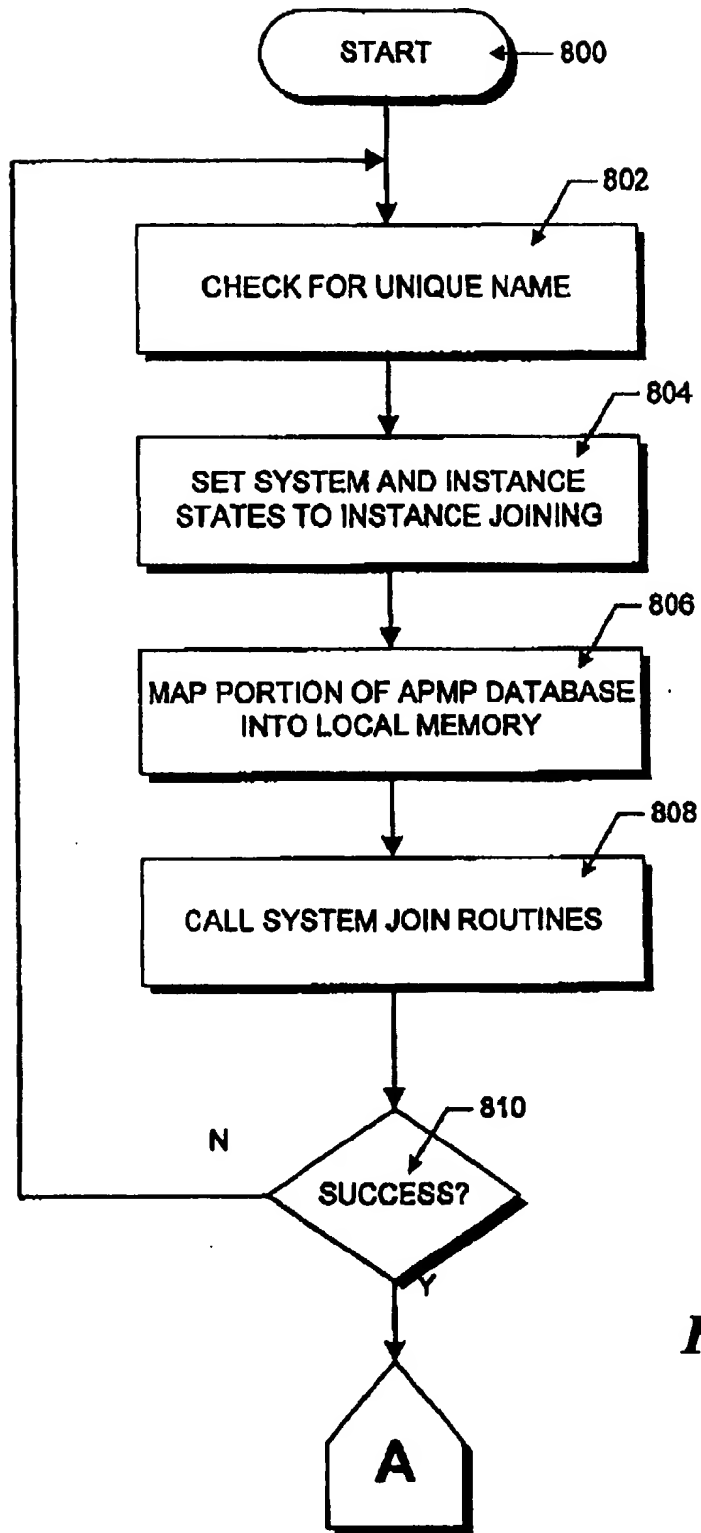 START
800
802
CHECK FOR UNIQUE NAME
804
SET SYSTEM AND INSTANCE
STATES TO INSTANCE JOINING
806
MAP PORTION OF APMP DATABASE
INTO LOCAL MEMORY
808
CALL SYSTEM JOIN ROUTINES
810
N
SUCCESS?
Y
A